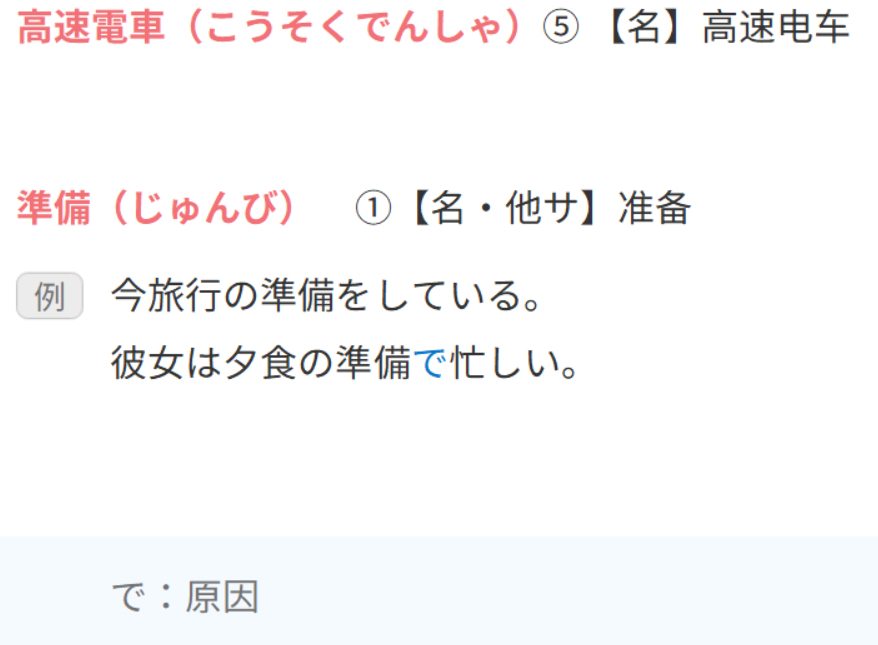 高速電車（こうそくでんしゃ）⑤ 【名】高速电车
準備（じゅんび）　①【名・他サ】准备
例 今旅行の準備をしている。
彼女は夕食の準備で忙しい。
で：原因